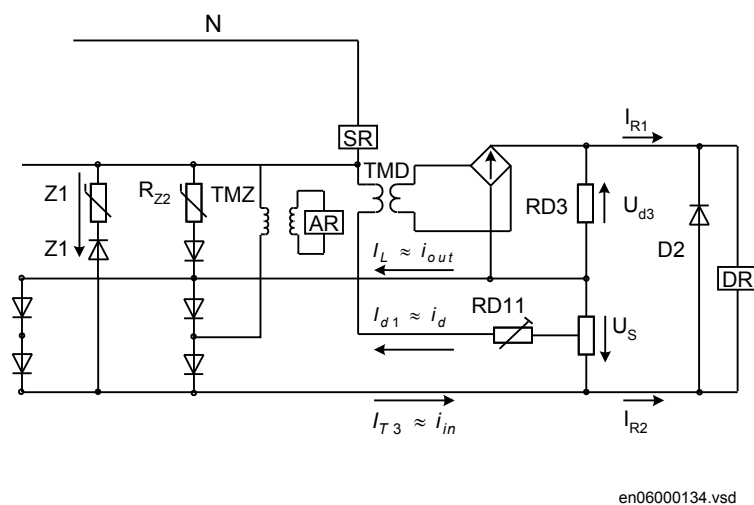 N
I_R1
SR
TMD
Z1
R_Z2
TMZ
AR
RD3
U_d3
Z1
D2
I_L ≈ i_out
DR
I_d1 ≈ i_d
RD11
U_S
I_T3 ≈ i_in
I_R2
en06000134.vsd